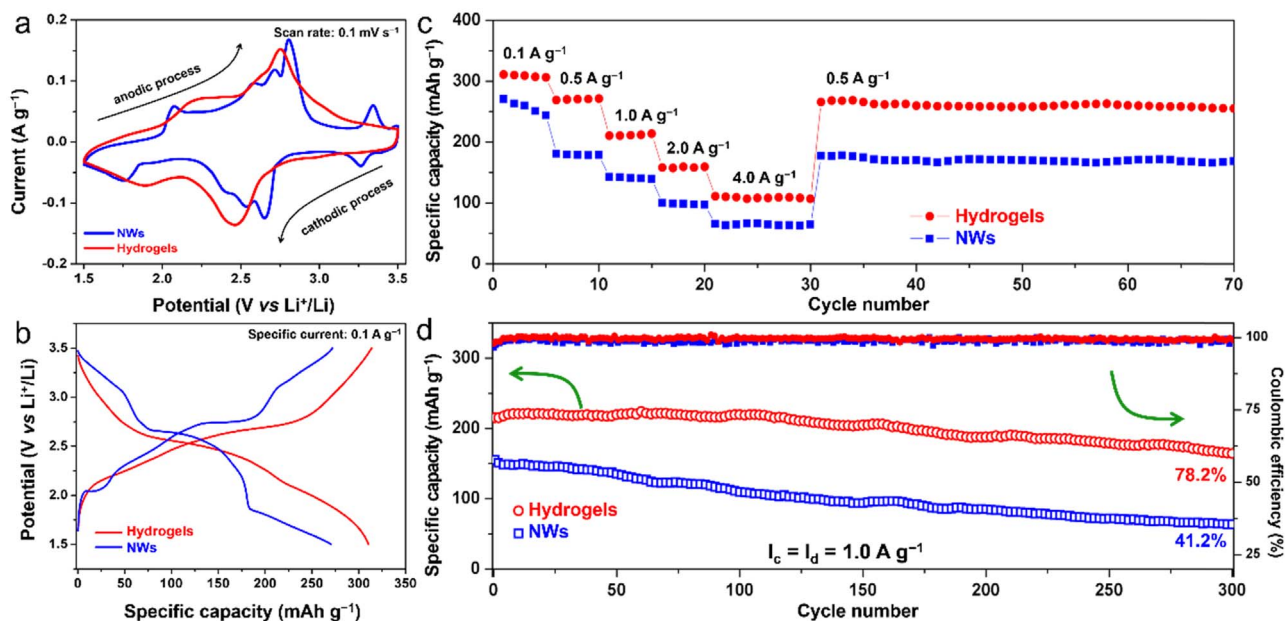 a
0.2
0.1
0.0
0.1
0.2
Current (A g⁻¹)
Scan rate: 0.1 mV s⁻¹
anodic process
cathodic process
NWs
Hydrogels
1.5
2.0
2.5
3.0
3.5
Potential (V vs Li⁺/Li)
b
3.5
3.0
2.5
2.0
1.5
Potential (V vs Li⁺/Li)
Specific current: 0.1 A g⁻¹
Hydrogels
NWs
0
50
100
150
200
250
300
350
Specific capacity (mAh g⁻¹)
c
400
300
200
100
0
Specific capacity (mAh g⁻¹)
0.1 A g⁻¹
0.5 A g⁻¹
1.0 A g⁻¹
2.0 A g⁻¹
4.0 A g⁻¹
0.5 A g⁻¹
Hydrogels
NWs
0
10
20
30
40
50
60
70
Cycle number
d
300
200
100
0
Specific capacity (mAh g⁻¹)
100
75
50
25
Coulombic efficiency (%)
78.2%
41.2%
Hydrogels
NWs
I_c = I_d = 1.0 A g⁻¹
0
50
100
150
200
250
300
Cycle number